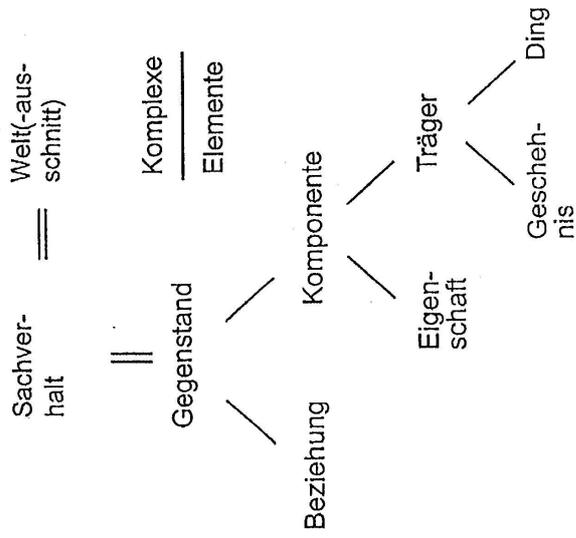 Sachver-
halt
Welt(-aus-
schnitt)
Gegenstand
Komplexe
Elemente
Beziehung
Komponente
Eigen-
schaft
Träger
Gescheh-
nis
Ding